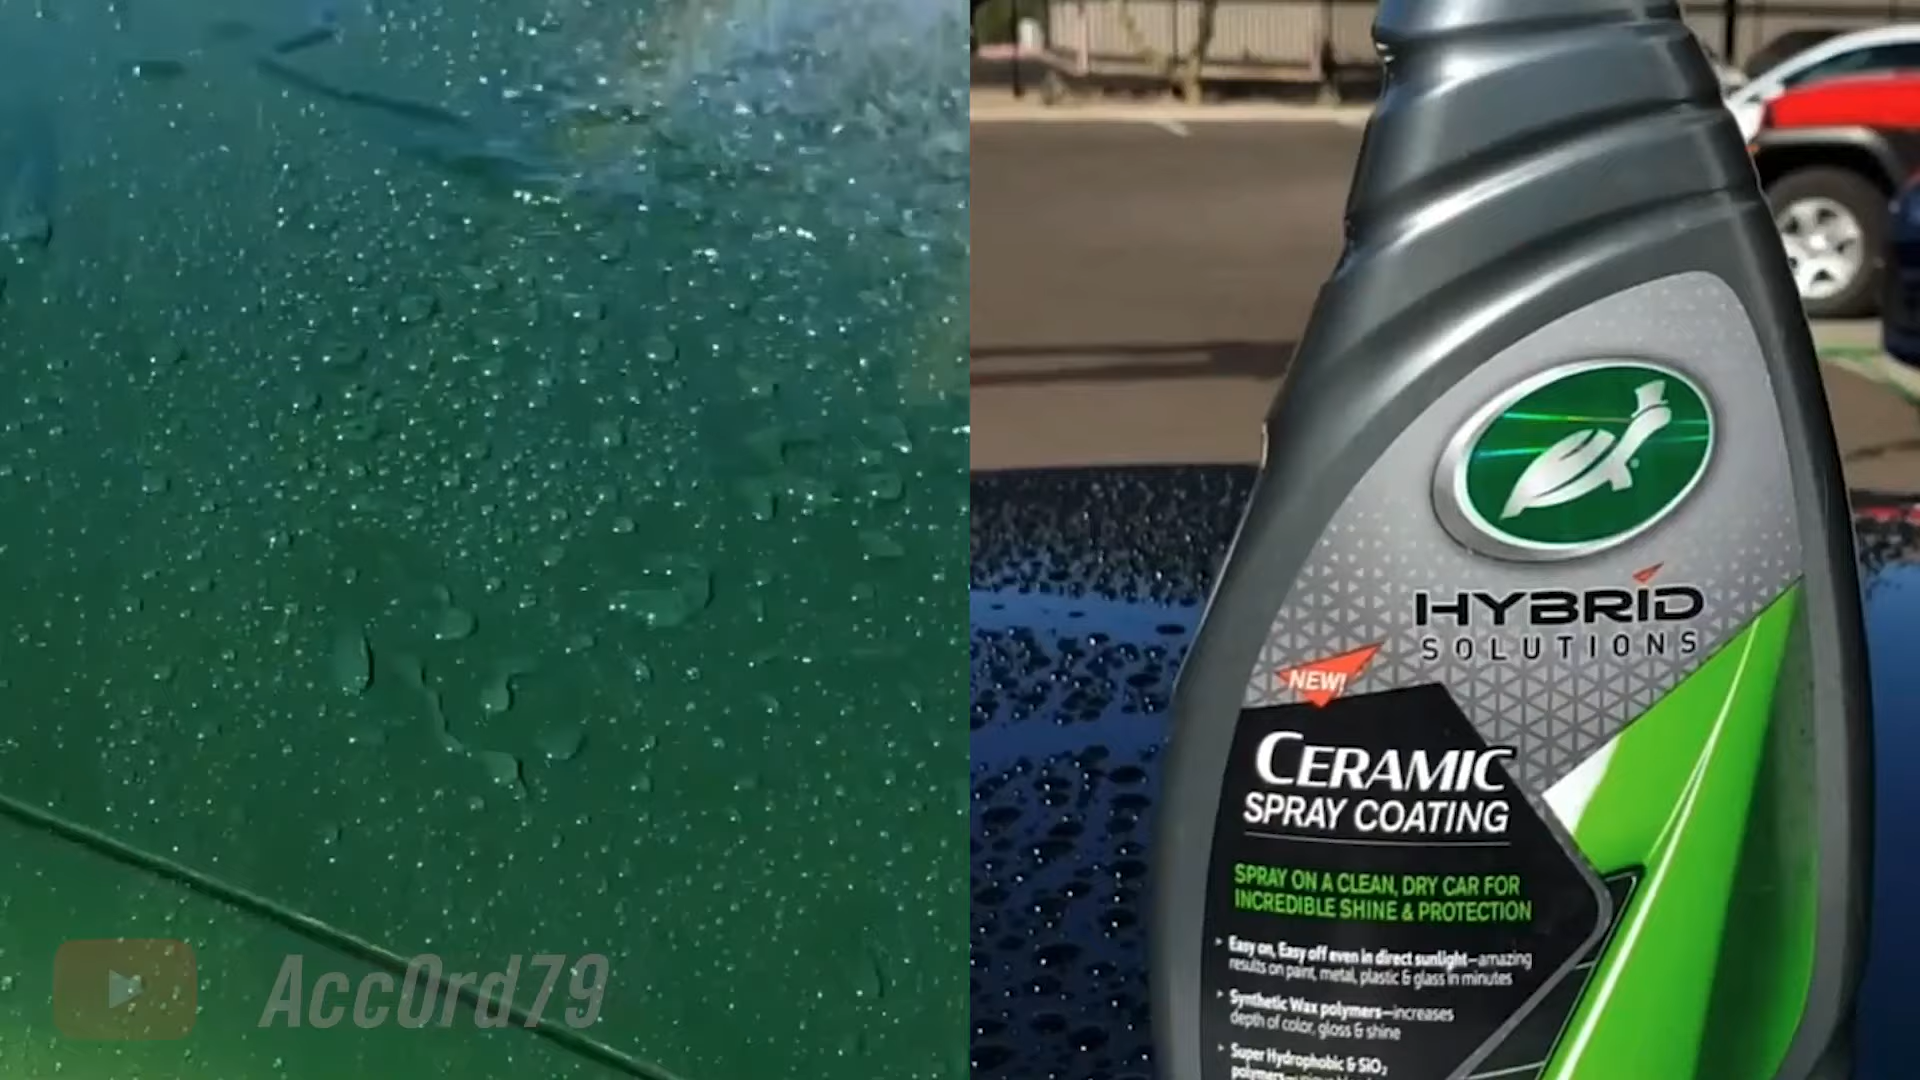 Acc0rd79
HYBRID
SOLUTIONS
NEW!
CERAMIC
SPRAY COATING
SPRAY ON A CLEAN, DRY CAR FOR
INCREDIBLE SHINE & PROTECTION
▸ Easy on, Easy off even in direct sunlight—amazing
results on paint, metal, plastic & glass in minutes
▸ Synthetic Wax polymers—increases
depth of color, gloss & shine
▸ Super Hydrophobic & SiO₂
polymers—